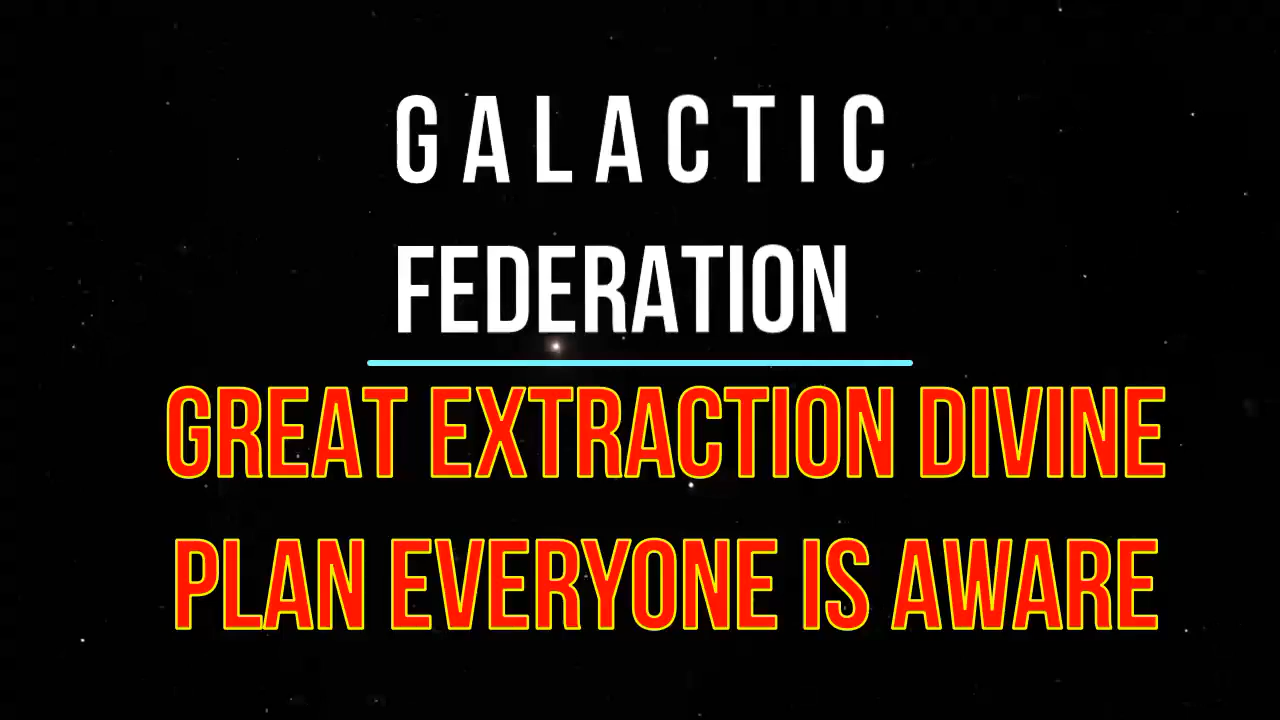 GALACTIC
FEDERATION
GREAT EXTRACTION DIVINE
PLAN EVERYONE IS AWARE